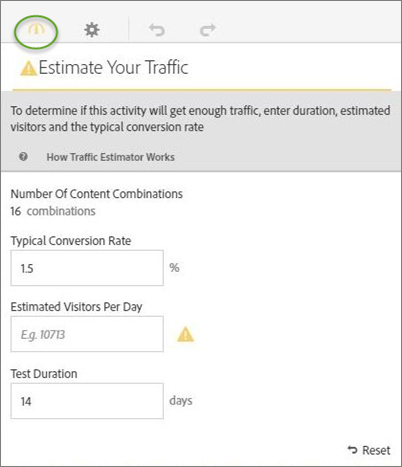 Estimate Your Traffic
To determine if this activity will get enough traffic, enter duration, estimated
visitors and the typical conversion rate
How Traffic Estimator Works
Number Of Content Combinations
16 combinations
Typical Conversion Rate
1.5 %
Estimated Visitors Per Day
E.g. 10713
Test Duration
14 days
Reset